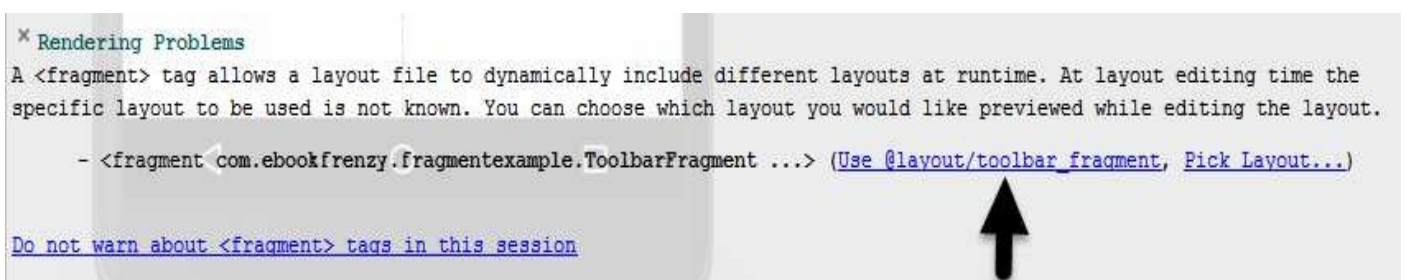 × Rendering Problems
A <fragment> tag allows a layout file to dynamically include different layouts at runtime. At layout editing time the
specific layout to be used is not known. You can choose which layout you would like previewed while editing the layout.
- <fragment com.ebookfrenzy.fragmentexample.ToolbarFragment ...> (Use @layout/toolbar_fragment, Pick Layout...)
Do not warn about <fragment> tags in this session